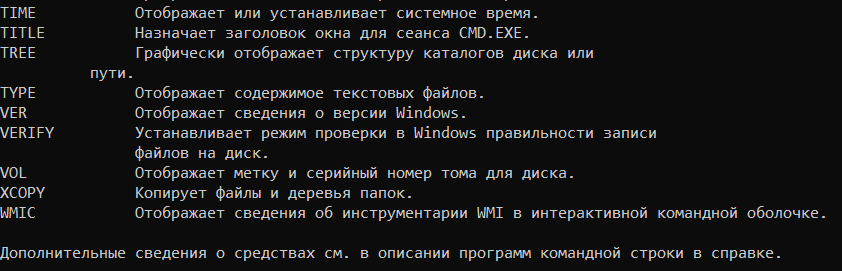 TIME           Отображает или устанавливает системное время.
TITLE          Назначает заголовок окна для сеанса CMD.EXE.
TREE           Графически отображает структуру каталогов диска или
          пути.
TYPE           Отображает содержимое текстовых файлов.
VER            Отображает сведения о версии Windows.
VERIFY         Устанавливает режим проверки в Windows правильности записи
               файлов на диск.
VOL            Отображает метку и серийный номер тома для диска.
XCOPY          Копирует файлы и деревья папок.
WMIC           Отображает сведения об инструментарии WMI в интерактивной командной оболочке.

Дополнительные сведения о средствах см. в описании программ командной строки в справке.